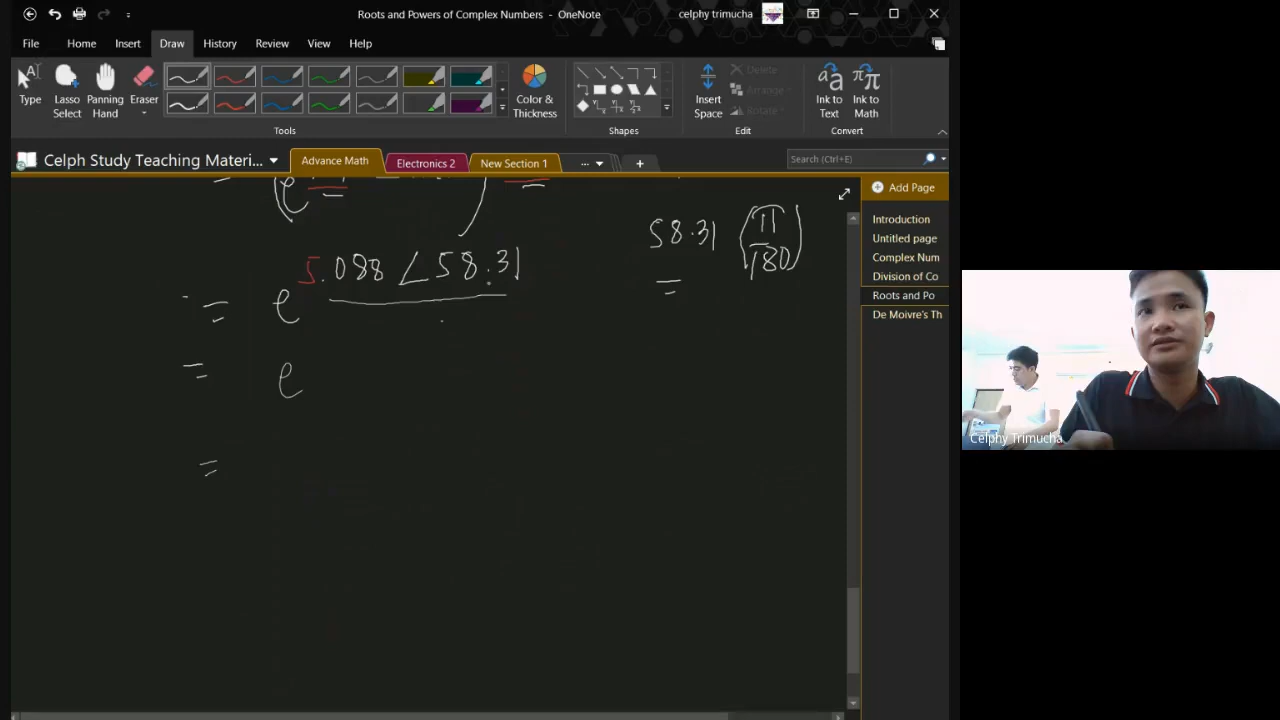 Roots and Powers of Complex Numbers - OneNote
celphy trimucha
File Home Insert Draw History Review View Help
Type
Lasso Select
Panning Hand
Eraser
Color & Thickness
Insert Space
Delete
Arrange
Rotate
Ink to Text
Ink to Math
Tools
Shapes
Edit
Convert
Celph Study Teaching Materi...
Advance Math
Electronics 2
New Section 1
...
Search (Ctrl+E)
Add Page
Introduction
Untitled page
Complex Num
Division of Co
Roots and Po
De Moivre's Th
= e
58.31 (π/180)
=
= e^5.088 ∠58.31
= e
=
Celphy Trimucha